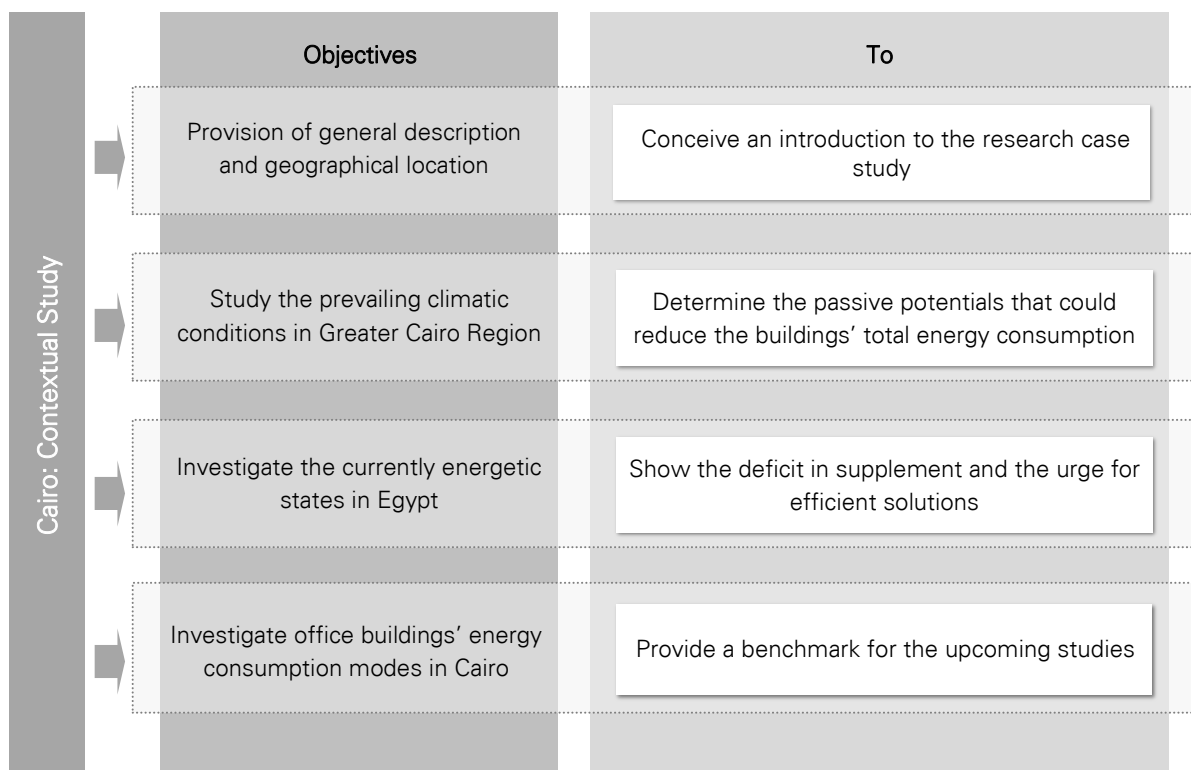 Cairo: Contextual Study
Objectives
To
Provision of general description
and geographical location
Conceive an introduction to the research case
study
Study the prevailing climatic
conditions in Greater Cairo Region
Determine the passive potentials that could
reduce the buildings’ total energy consumption
Investigate the currently energetic
states in Egypt
Show the deficit in supplement and the urge for
efficient solutions
Investigate office buildings’ energy
consumption modes in Cairo
Provide a benchmark for the upcoming studies